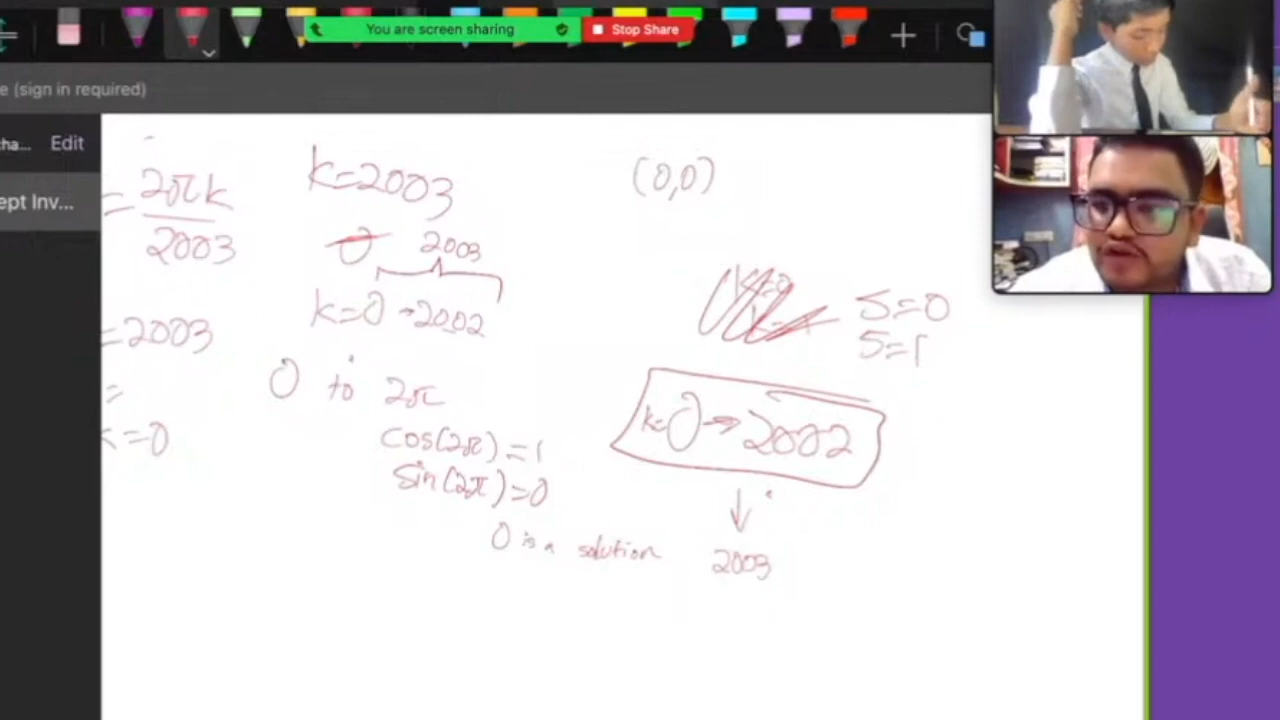 You are screen sharing
Stop Share
e (sign in required)
cha...
Edit
ept Inv...
= 2πk
2003
k=2003
0 2003
k=0→2002
=2003
=
k=0
0 to 2π
cos(2π)=1
sin(2π)=0
0 is a solution
(0,0)
S=0
S=1
k=0→2002
↓
2003